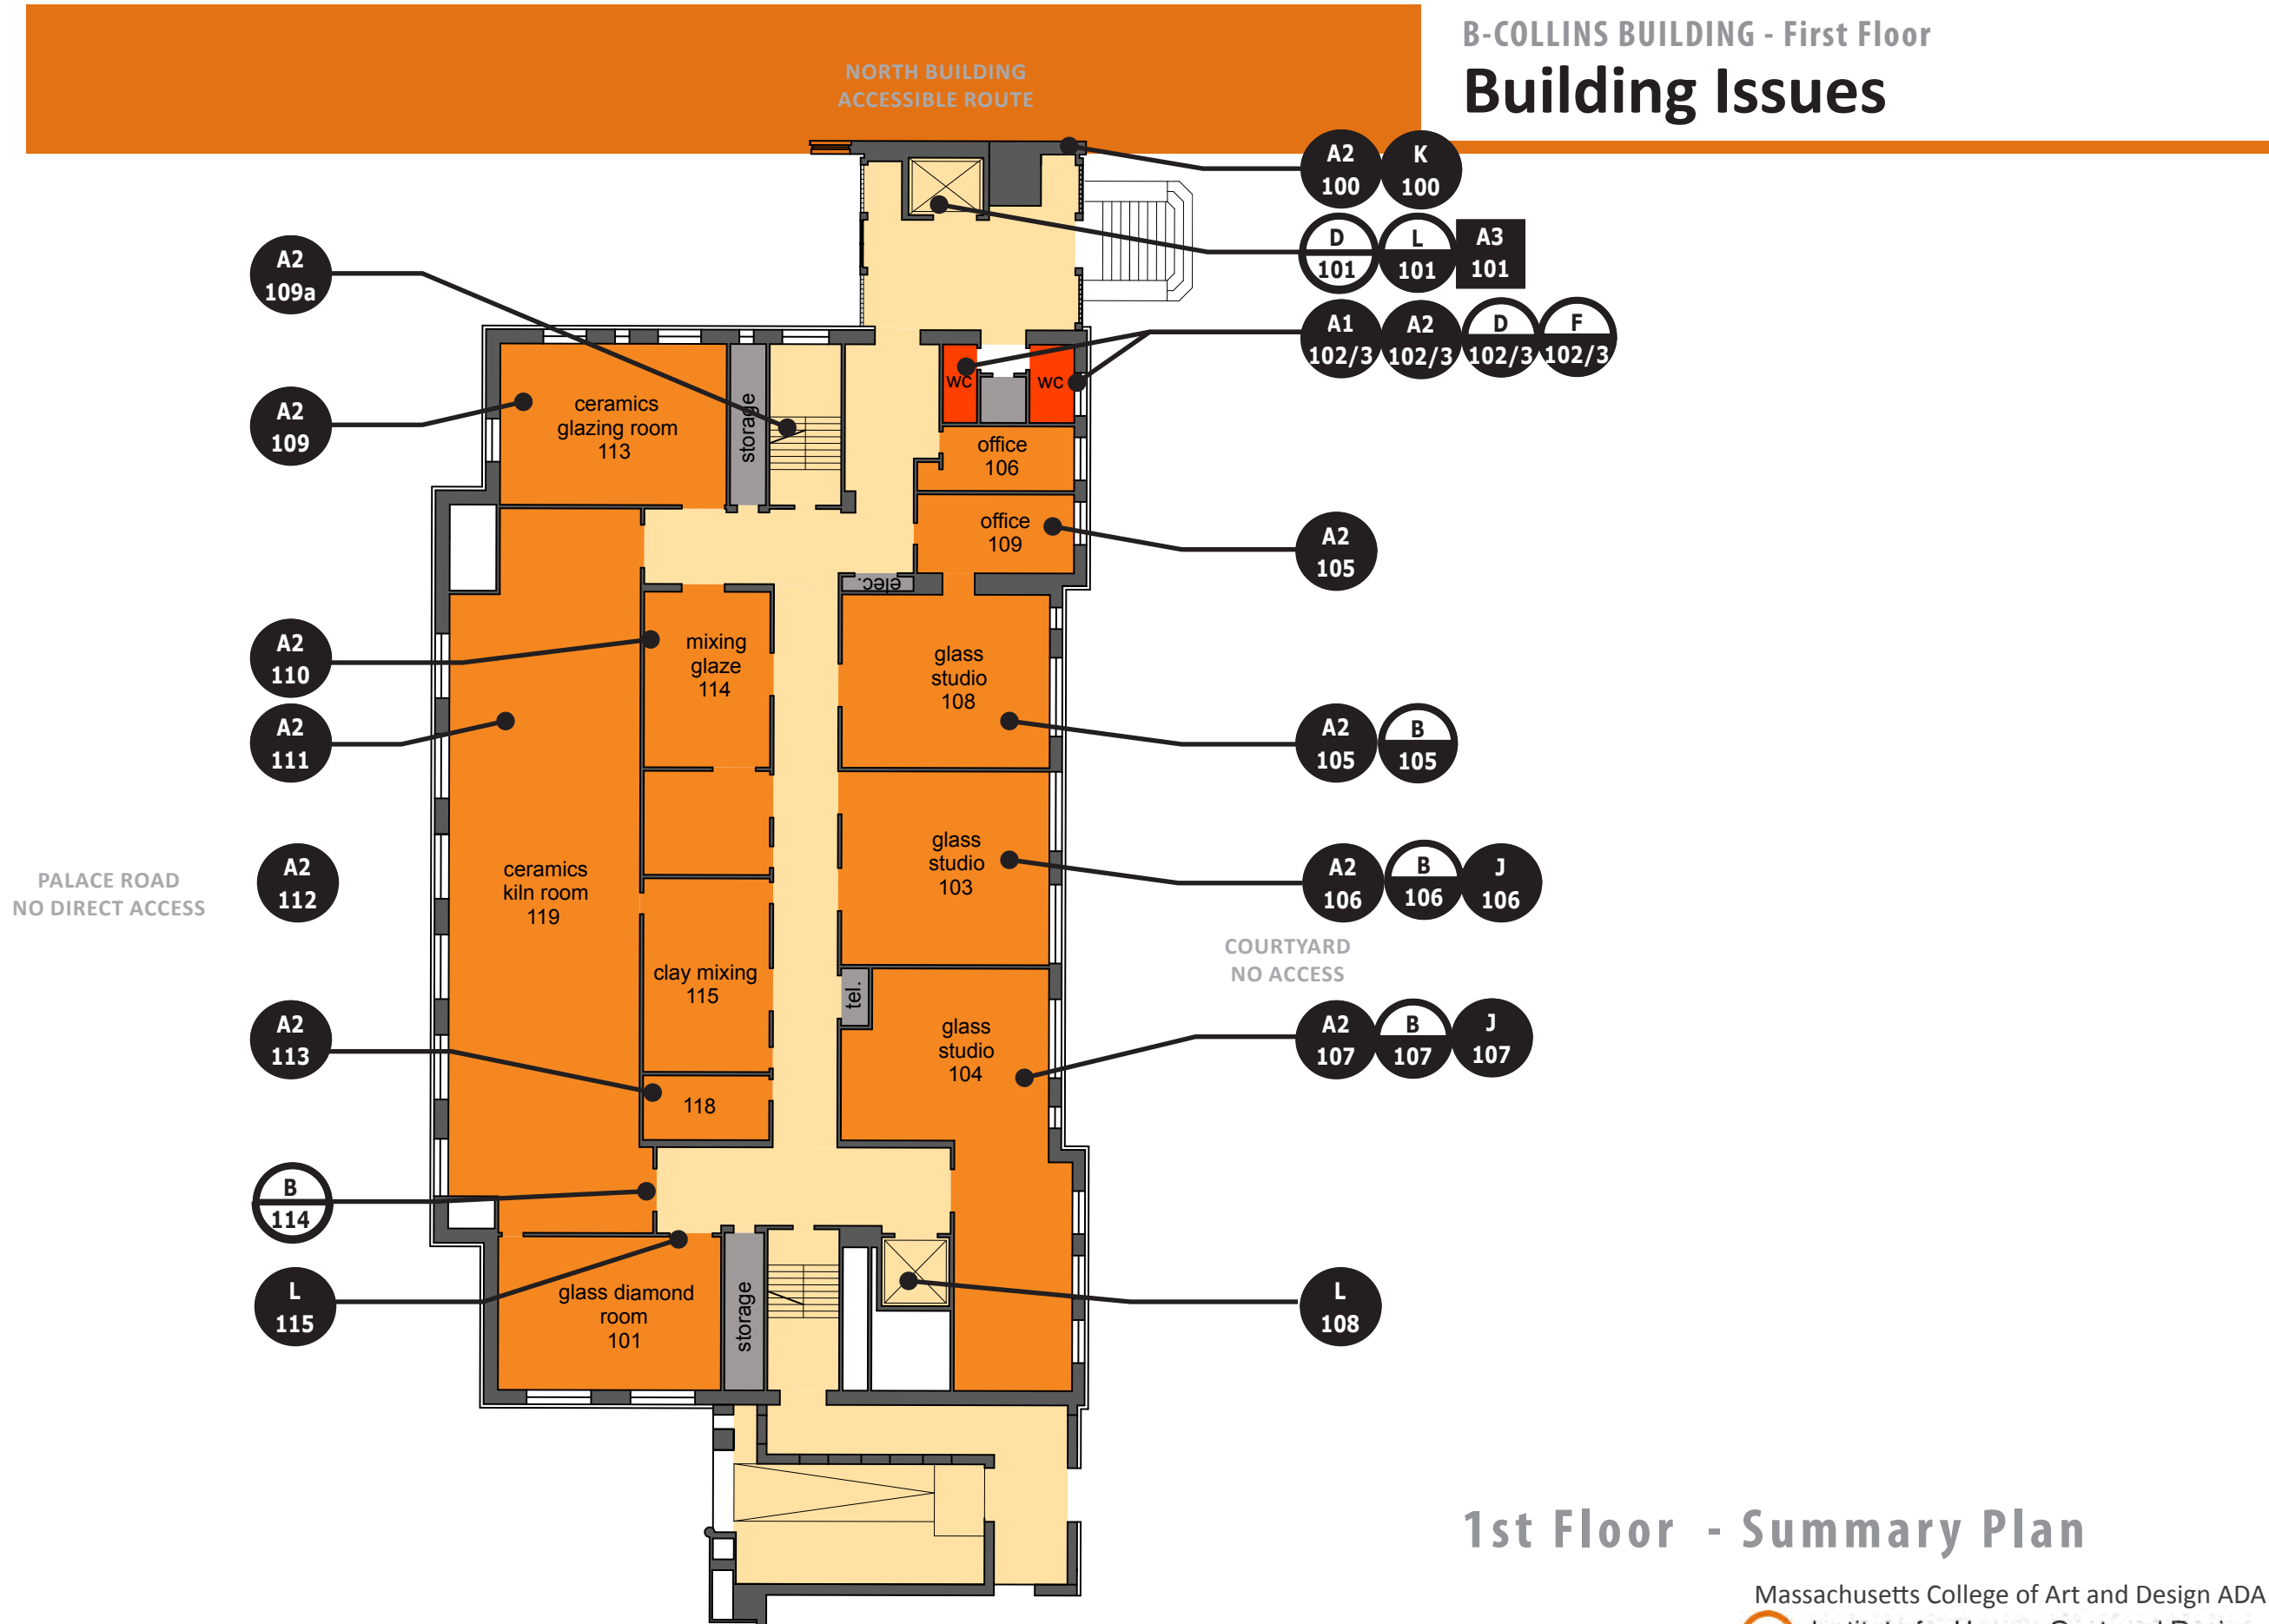 B-COLLINS BUILDING - First Floor
Building Issues
NORTH BUILDING
ACCESSIBLE ROUTE
A2
100
K
100
D
101
L
101
A3
101
A1
102/3
A2
102/3
D
102/3
F
102/3
A2
109a
A2
109
ceramics
glazing room
113
storage
wc
wc
office
106
office
109
elec.
A2
105
A2
110
mixing
glaze
114
glass
studio
108
A2
111
A2
105
B
105
PALACE ROAD
NO DIRECT ACCESS
A2
112
ceramics
kiln room
119
glass
studio
103
A2
106
B
106
J
106
COURTYARD
NO ACCESS
clay mixing
115
tel.
glass
studio
104
A2
107
B
107
J
107
A2
113
118
B
114
L
115
glass diamond
room
101
storage
L
108
1st Floor - Summary Plan
Massachusetts College of Art and Design ADA